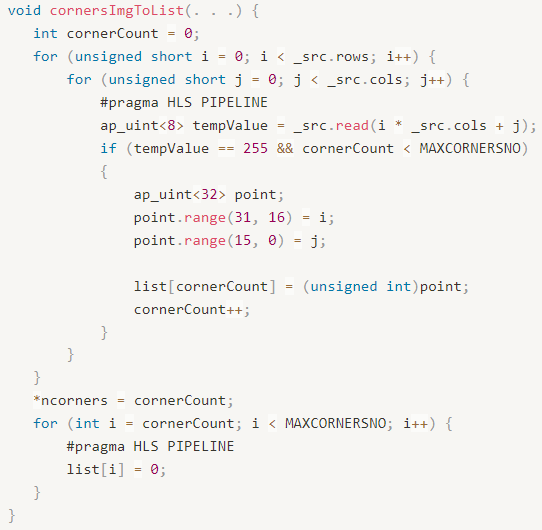 void cornersImgToList(. . .) {
    int cornerCount = 0;
    for (unsigned short i = 0; i < _src.rows; i++) {
        for (unsigned short j = 0; j < _src.cols; j++) {
            #pragma HLS PIPELINE
            ap_uint<8> tempValue = _src.read(i * _src.cols + j);
            if (tempValue == 255 && cornerCount < MAXCORNERSNO)
            {
                ap_uint<32> point;
                point.range(31, 16) = i;
                point.range(15, 0) = j;

                list[cornerCount] = (unsigned int)point;
                cornerCount++;
            }
        }
    }
    *ncorners = cornerCount;
    for (int i = cornerCount; i < MAXCORNERSNO; i++) {
        #pragma HLS PIPELINE
        list[i] = 0;
    }
}